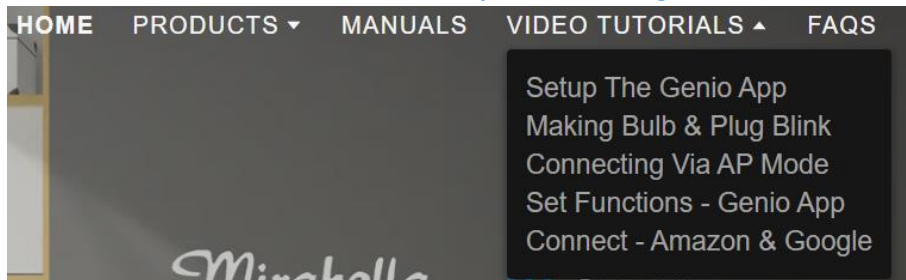 HOME PRODUCTS MANUALS VIDEO TUTORIALS FAQS
Setup The Genio App
Making Bulb & Plug Blink
Connecting Via AP Mode
Set Functions - Genio App
Connect - Amazon & Google
Mirabella